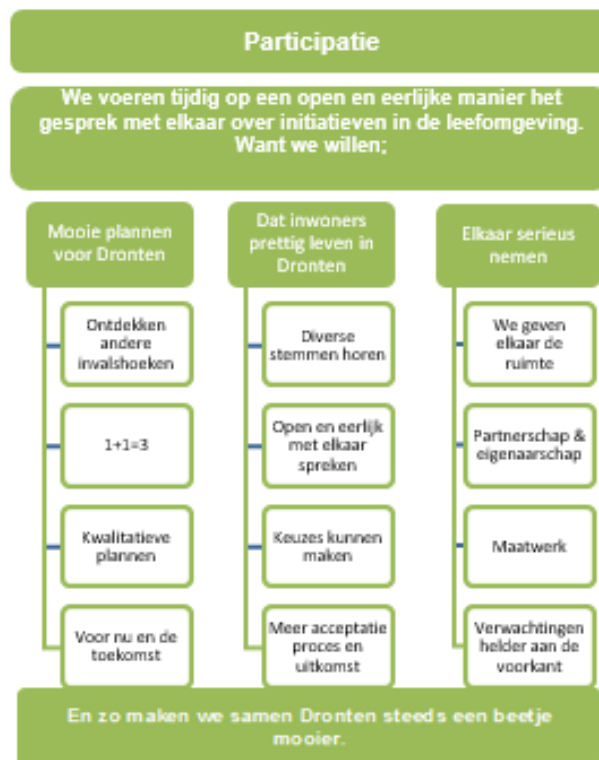 Participatie
We voeren tijdig op een open en eerlijke manier het
gesprek met elkaar over initiatieven in de leefomgeving.
Want we willen;
Mooie plannen
voor Dronten
Ontdekken
andere
invalshoeken
1+1=3
Kwalitatieve
plannen
Voor nu en de
toekomst
Dat inwoners
prettig leven in
Dronten
Diverse
stemmen horen
Open en eerlijk
met elkaar
spreken
Keuzes kunnen
maken
Meer acceptatie
proces en
uitkomst
Elkaar serieus
nemen
We geven
elkaar de
ruimte
Partnerschap &
eigenaarschap
Maatwerk
Verwachtingen
helder aan de
voorkant
En zo maken we samen Dronten steeds een beetje
mooier.